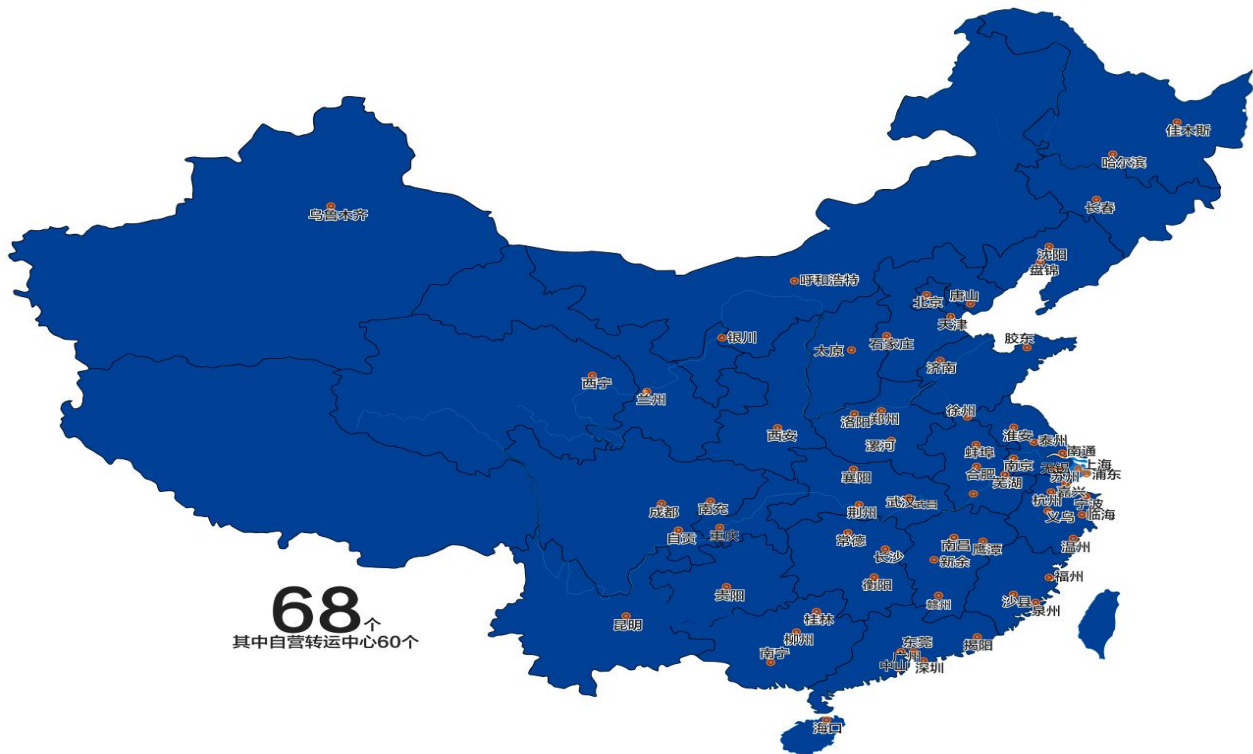 佳木斯
哈尔滨
长春
乌鲁木齐
沈阳
盘锦
呼和浩特
北京
唐山
天津
银川
太原
石家庄
胶东
济南
西宁
兰州
洛阳
郑州
徐州
西安
漯河
淮安
泰州
蚌埠
南京
南通
合肥
芜湖
无锡
苏州
上海
浦东
襄阳
成都
南充
荆州
武汉
武昌
杭州
嘉兴
宁波
义乌
临海
自贡
重庆
常德
长沙
南昌
鹰潭
温州
新余
衡阳
福州
贵阳
赣州
沙县
泉州
68个
其中自营转运中心60个
昆明
桂林
柳州
南宁
东莞
广州
中山
深圳
揭阳
海口